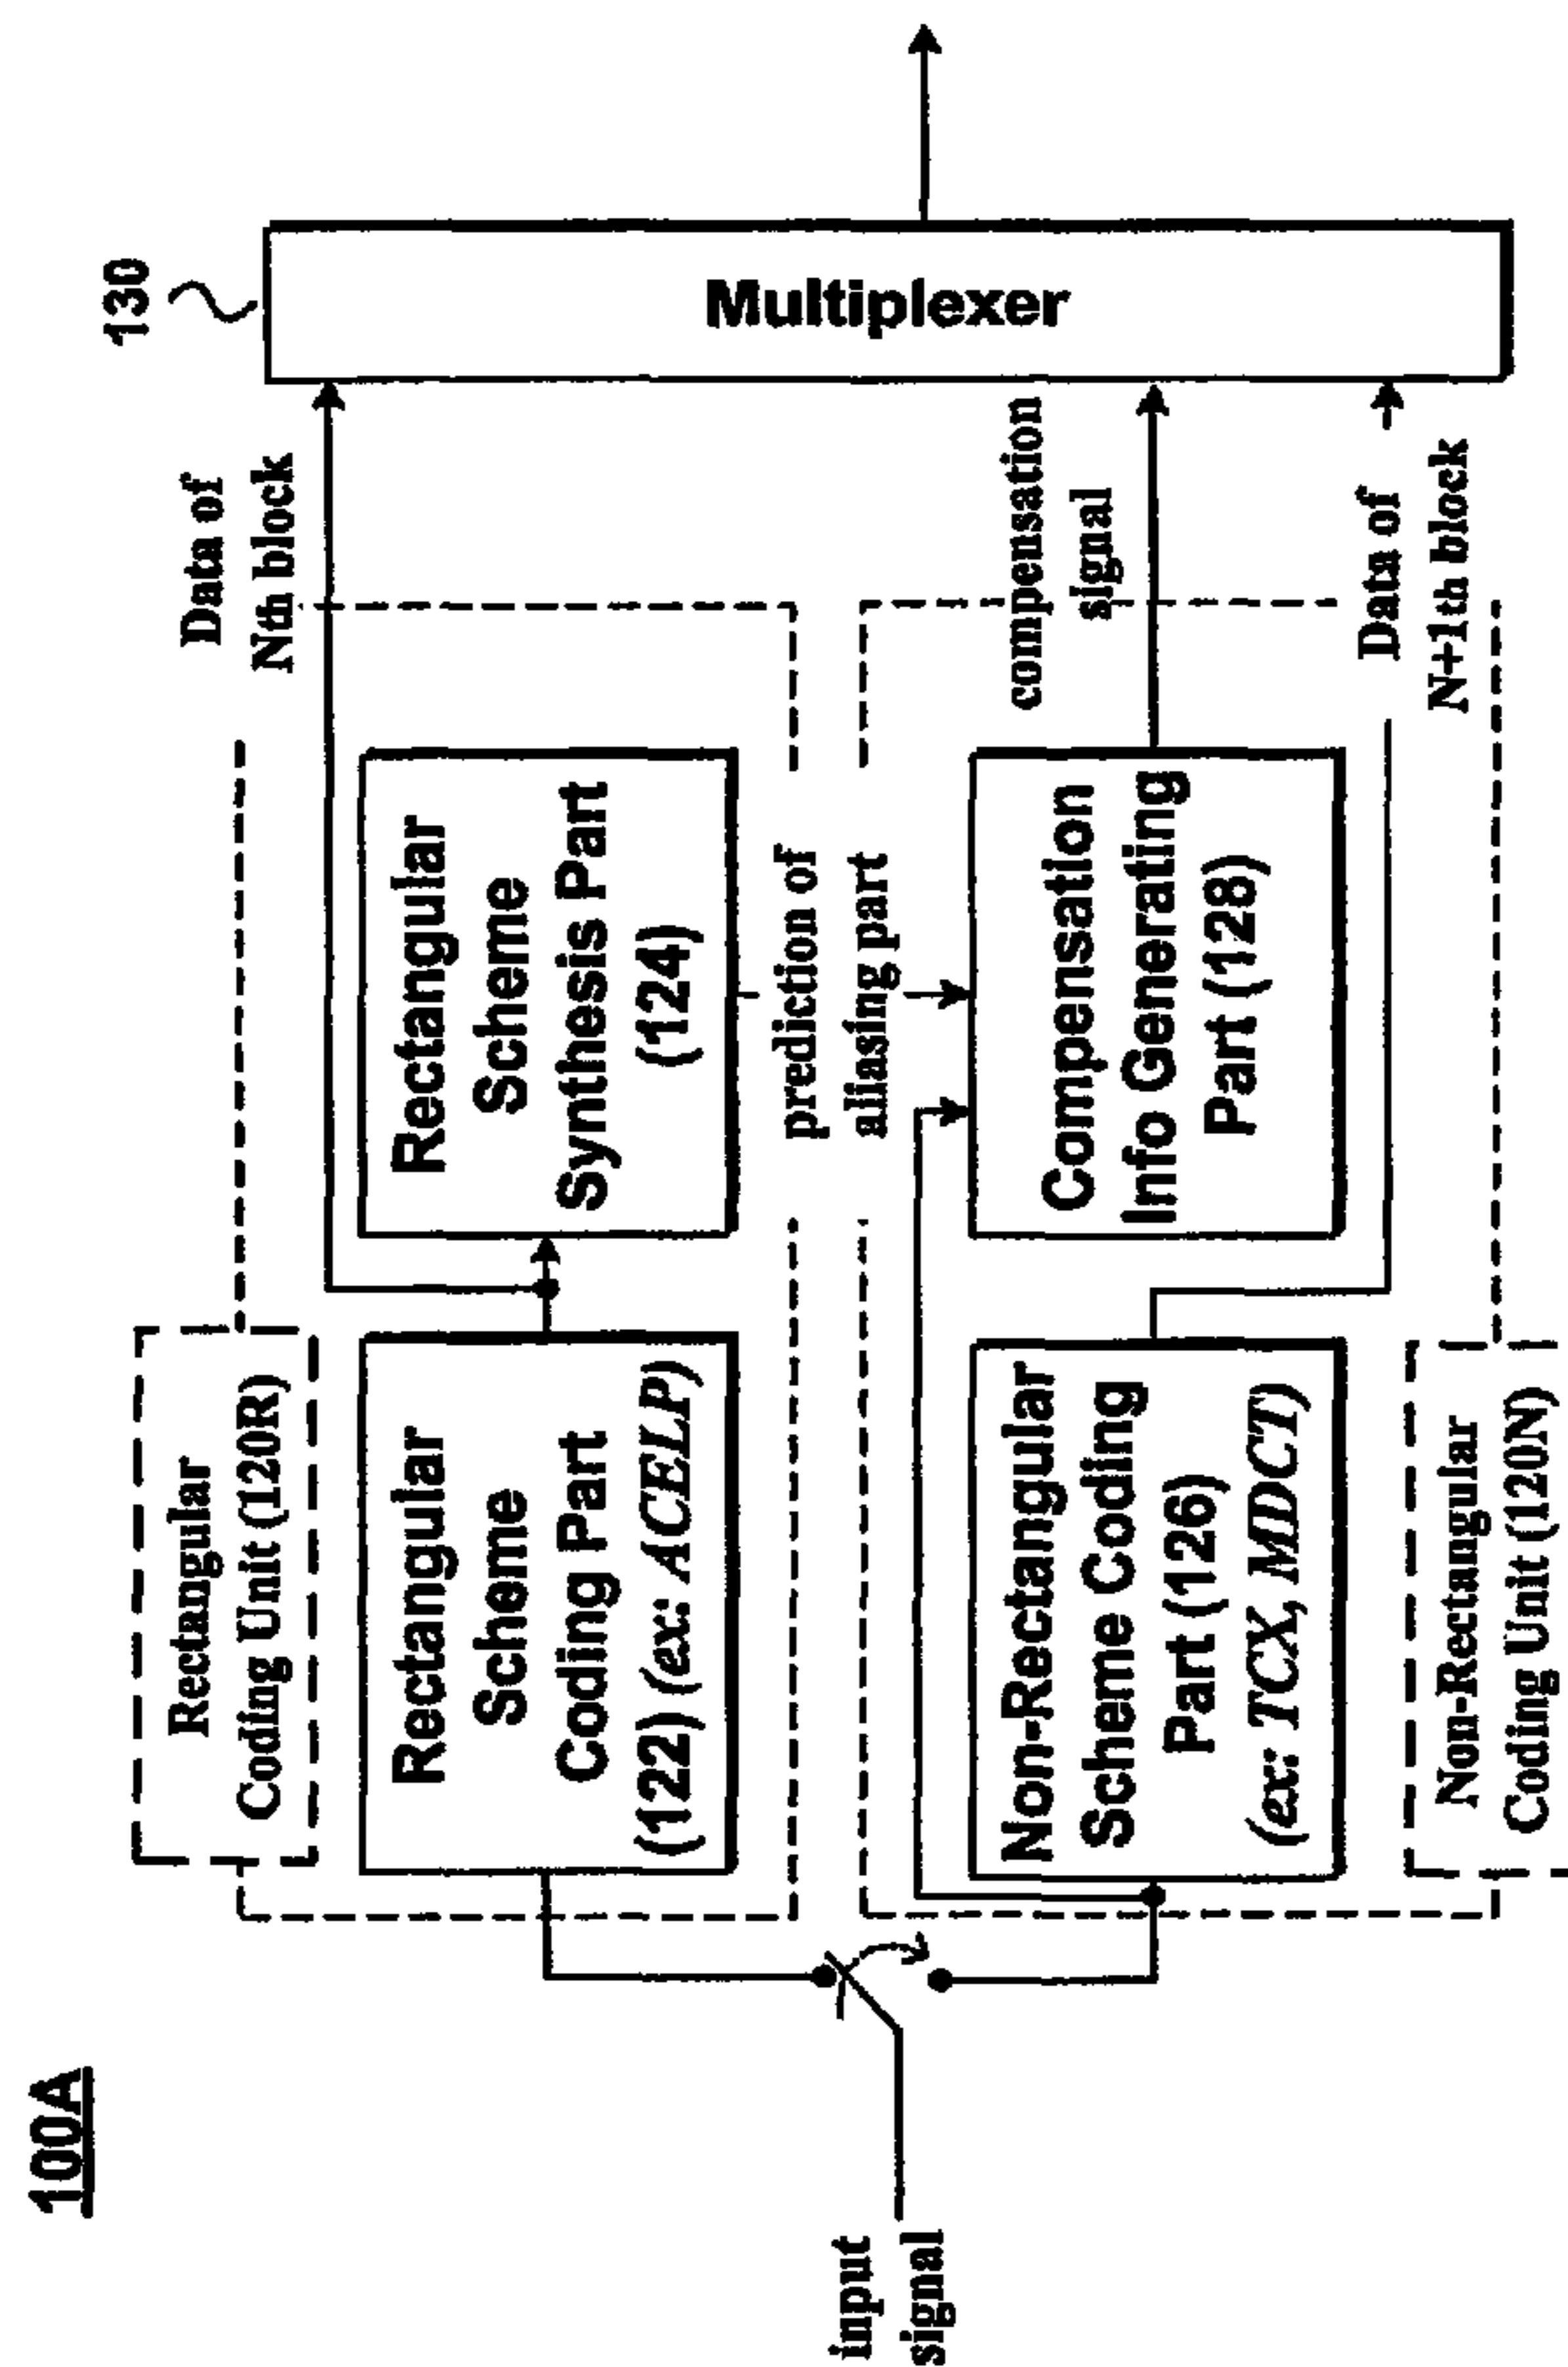 100A
input
signal
Rectangular
Coding Unit (120R)
Rectangular
Scheme
Coding Part
(122) (ex: ACELP)
Non-Rectangular
Scheme Coding
Part (126)
(ex: TCX, MDCT)
Non-Rectangular
Coding Unit (120N)
Rectangular
Scheme
Synthesis Part
(124)
prediction of
aliasing part
Compensation
Info Generating
Part (128)
Data of
Nth block
compensation
signal
Data of
N+1th block
130
Multiplexer